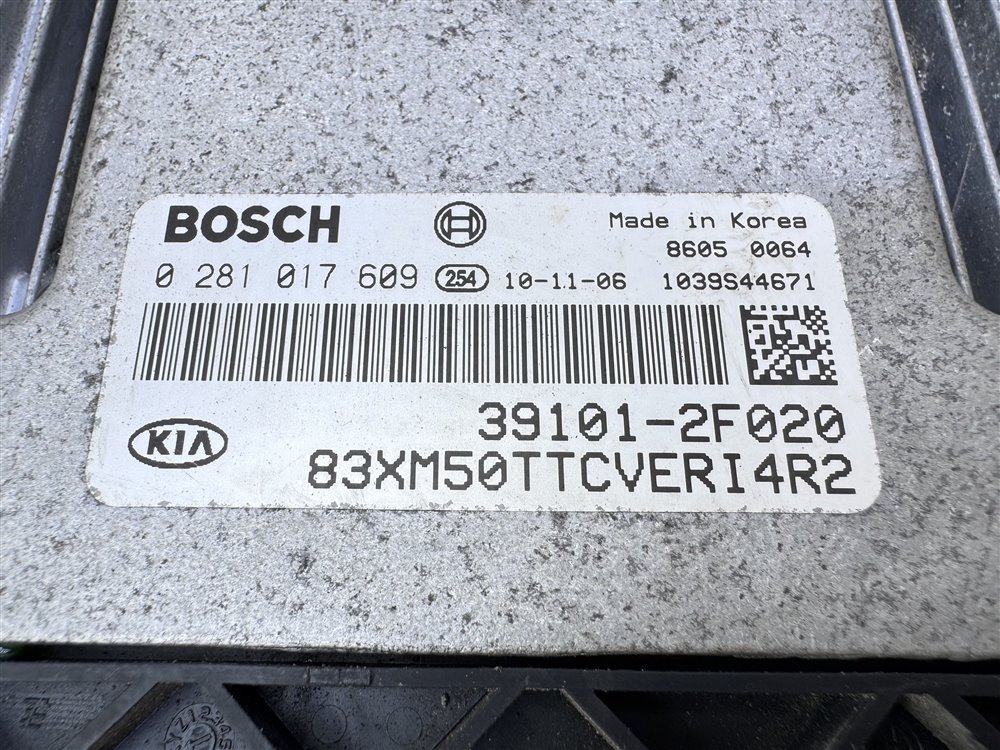 BOSCH
Made in Korea
8605 0064
0 281 017 609 254 10-11-06 1039S44671
KIA
39101-2F020
83XM50TTCVERI4R2